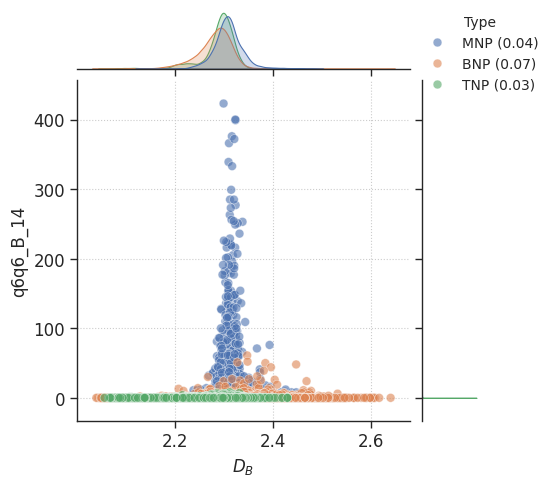 Type
MNP (0.04)
BNP (0.07)
TNP (0.03)
400
300
200
100
0
q6q6_B_14
2.2 2.4 2.6
D_B